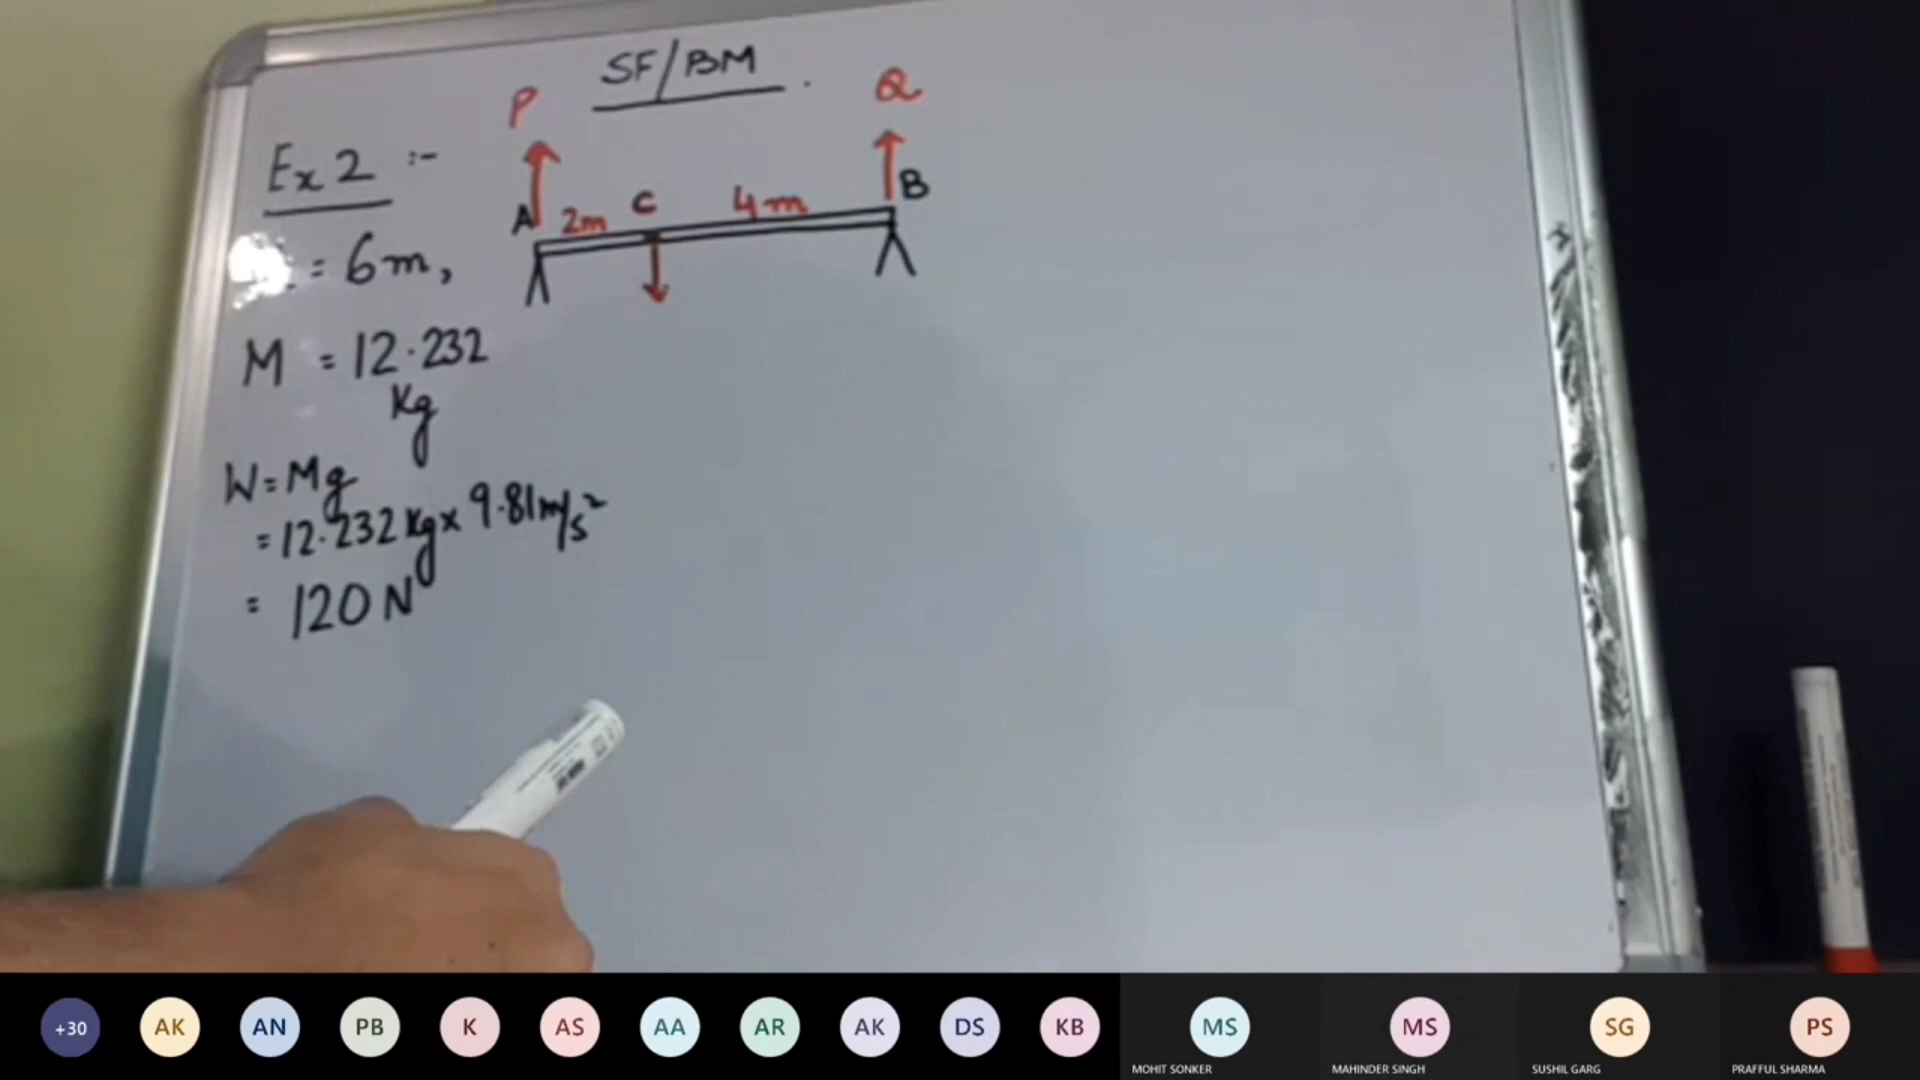 SF/BM
P
Q
Ex 2 :-
A
2m
C
4m
B
= 6m,
M = 12.232
Kg
W = Mg
= 12.232 kg x 9.81 m/s²
= 120 N
+30
AK
AN
PB
K
AS
AA
AR
AK
DS
KB
MS
MS
SG
PS
MOHIT SONKER
MAHINDER SINGH
SUSHIL GARG
PRAFFUL SHARMA